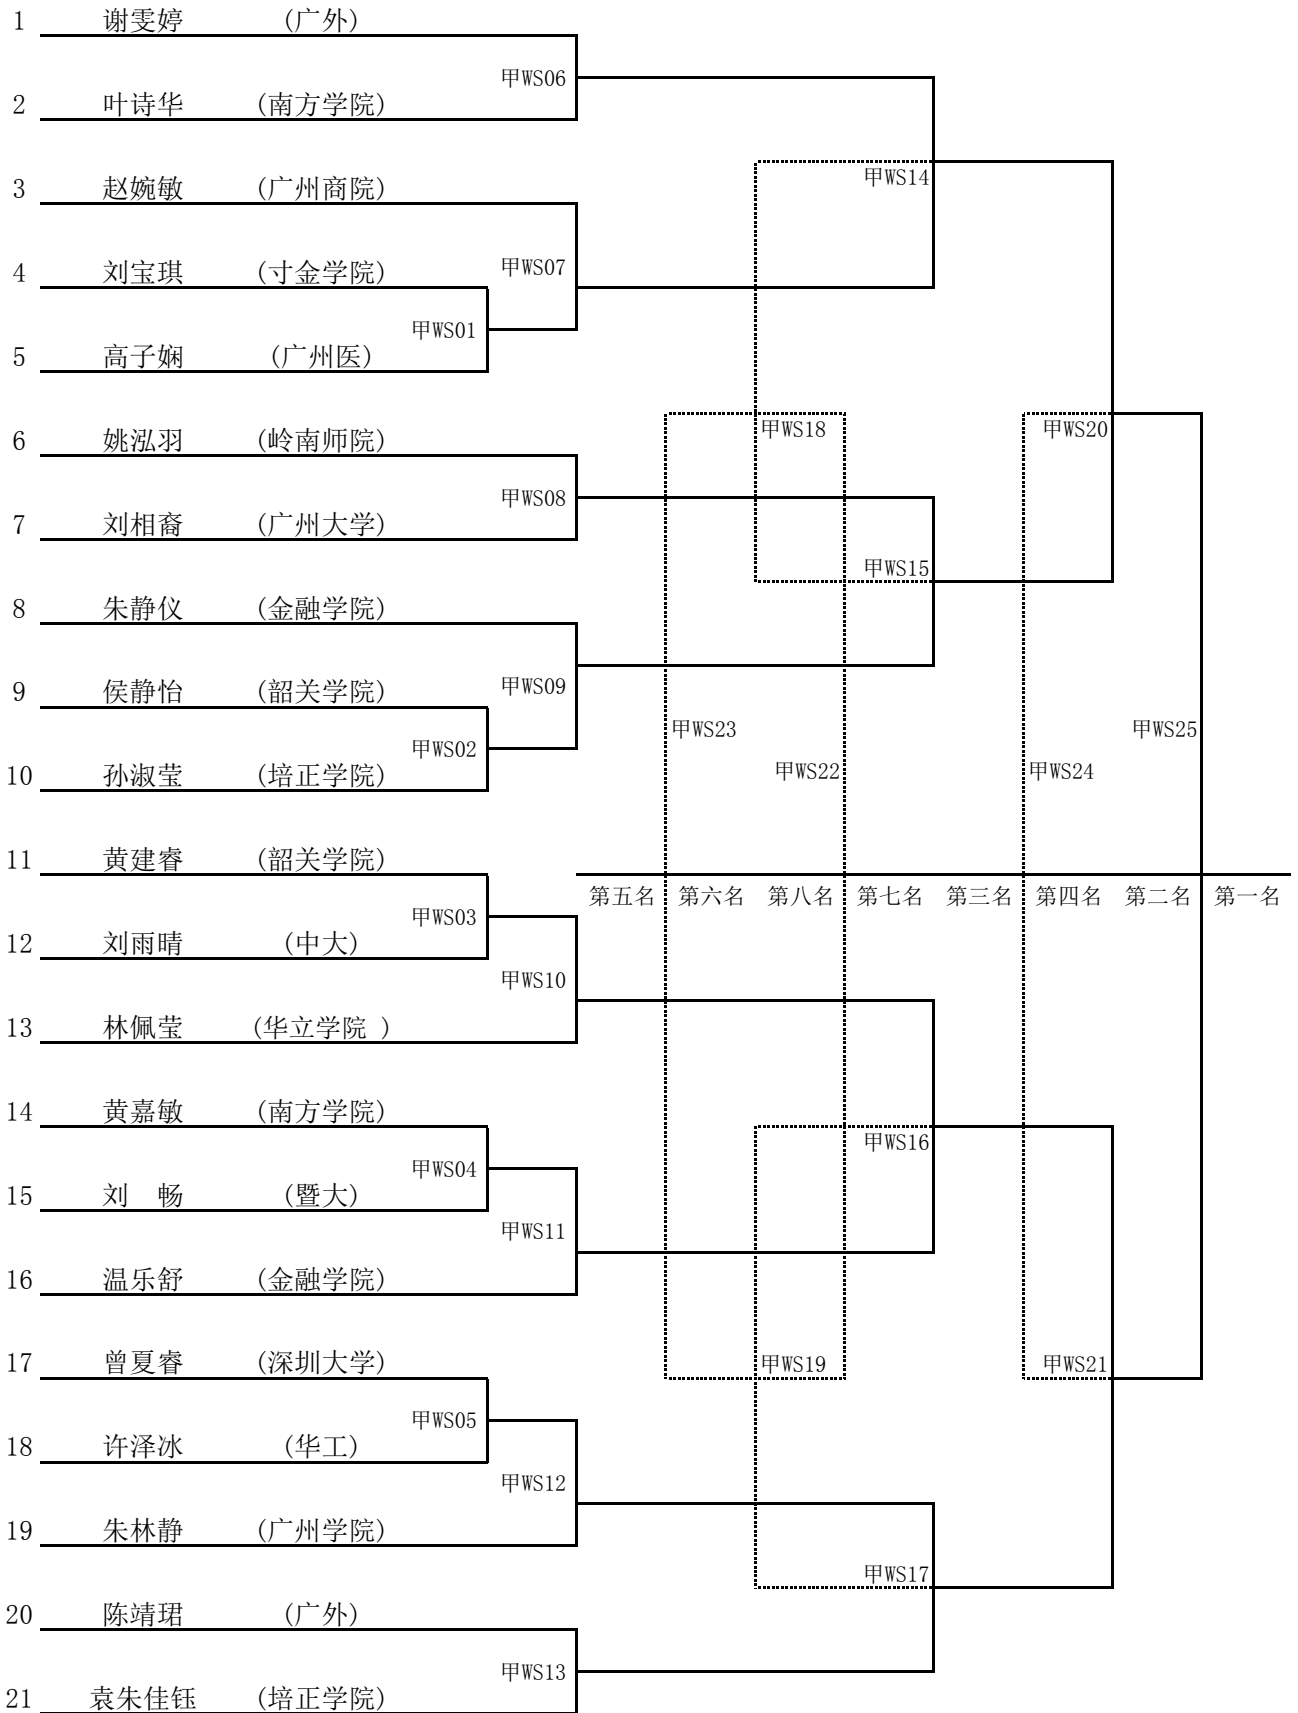 1 谢雯婷 (广外)
甲WS06
2 叶诗华 (南方学院)
3 赵婉敏 (广州商院)
甲WS14
4 刘宝琪 (寸金学院)
甲WS07
甲WS01
5 高子娴 (广州医)
6 姚泓羽 (岭南师院)
甲WS18
甲WS20
甲WS08
7 刘相裔 (广州大学)
甲WS15
8 朱静仪 (金融学院)
9 侯静怡 (韶关学院)
甲WS09
甲WS02
甲WS23
甲WS25
10 孙淑莹 (培正学院)
甲WS22
甲WS24
11 黄建睿 (韶关学院)
第五名 第六名 第八名 第七名 第三名 第四名 第二名 第一名
甲WS03
12 刘雨晴 (中大)
甲WS10
13 林佩莹 (华立学院 )
14 黄嘉敏 (南方学院)
甲WS16
甲WS04
15 刘 畅 (暨大)
甲WS11
16 温乐舒 (金融学院)
17 曾夏睿 (深圳大学)
甲WS19
甲WS21
甲WS05
18 许泽冰 (华工)
甲WS12
19 朱林静 (广州学院)
甲WS17
20 陈靖珺 (广外)
甲WS13
21 袁朱佳钰 (培正学院)